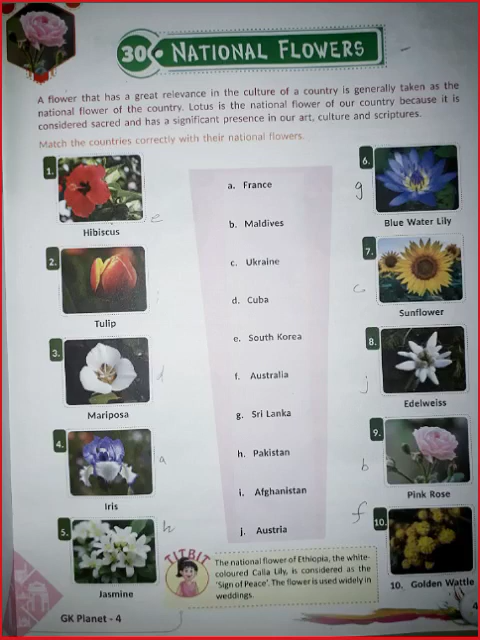 30 NATIONAL FLOWERS
A flower that has a great relevance in the culture of a country is generally taken as the
national flower of the country. Lotus is the national flower of our country because it is
considered sacred and has a significant presence in our art, culture and scriptures.
Match the countries correctly with their national flowers.
1.
Hibiscus
e
2.
Tulip
3.
Mariposa
d
4.
Iris
a
5.
Jasmine
h
a. France
b. Maldives
c. Ukraine
d. Cuba
e. South Korea
f. Australia
g. Sri Lanka
h. Pakistan
i. Afghanistan
j. Austria
6.
g
Blue Water Lily
7.
c
Sunflower
8.
j
Edelweiss
9.
b
Pink Rose
f
10.
10. Golden Wattle
TITBIT
The national flower of Ethiopia, the white-
coloured Calla Lily, is considered as the
'Sign of Peace'. The flower is used widely in
weddings.
GK Planet - 4
4